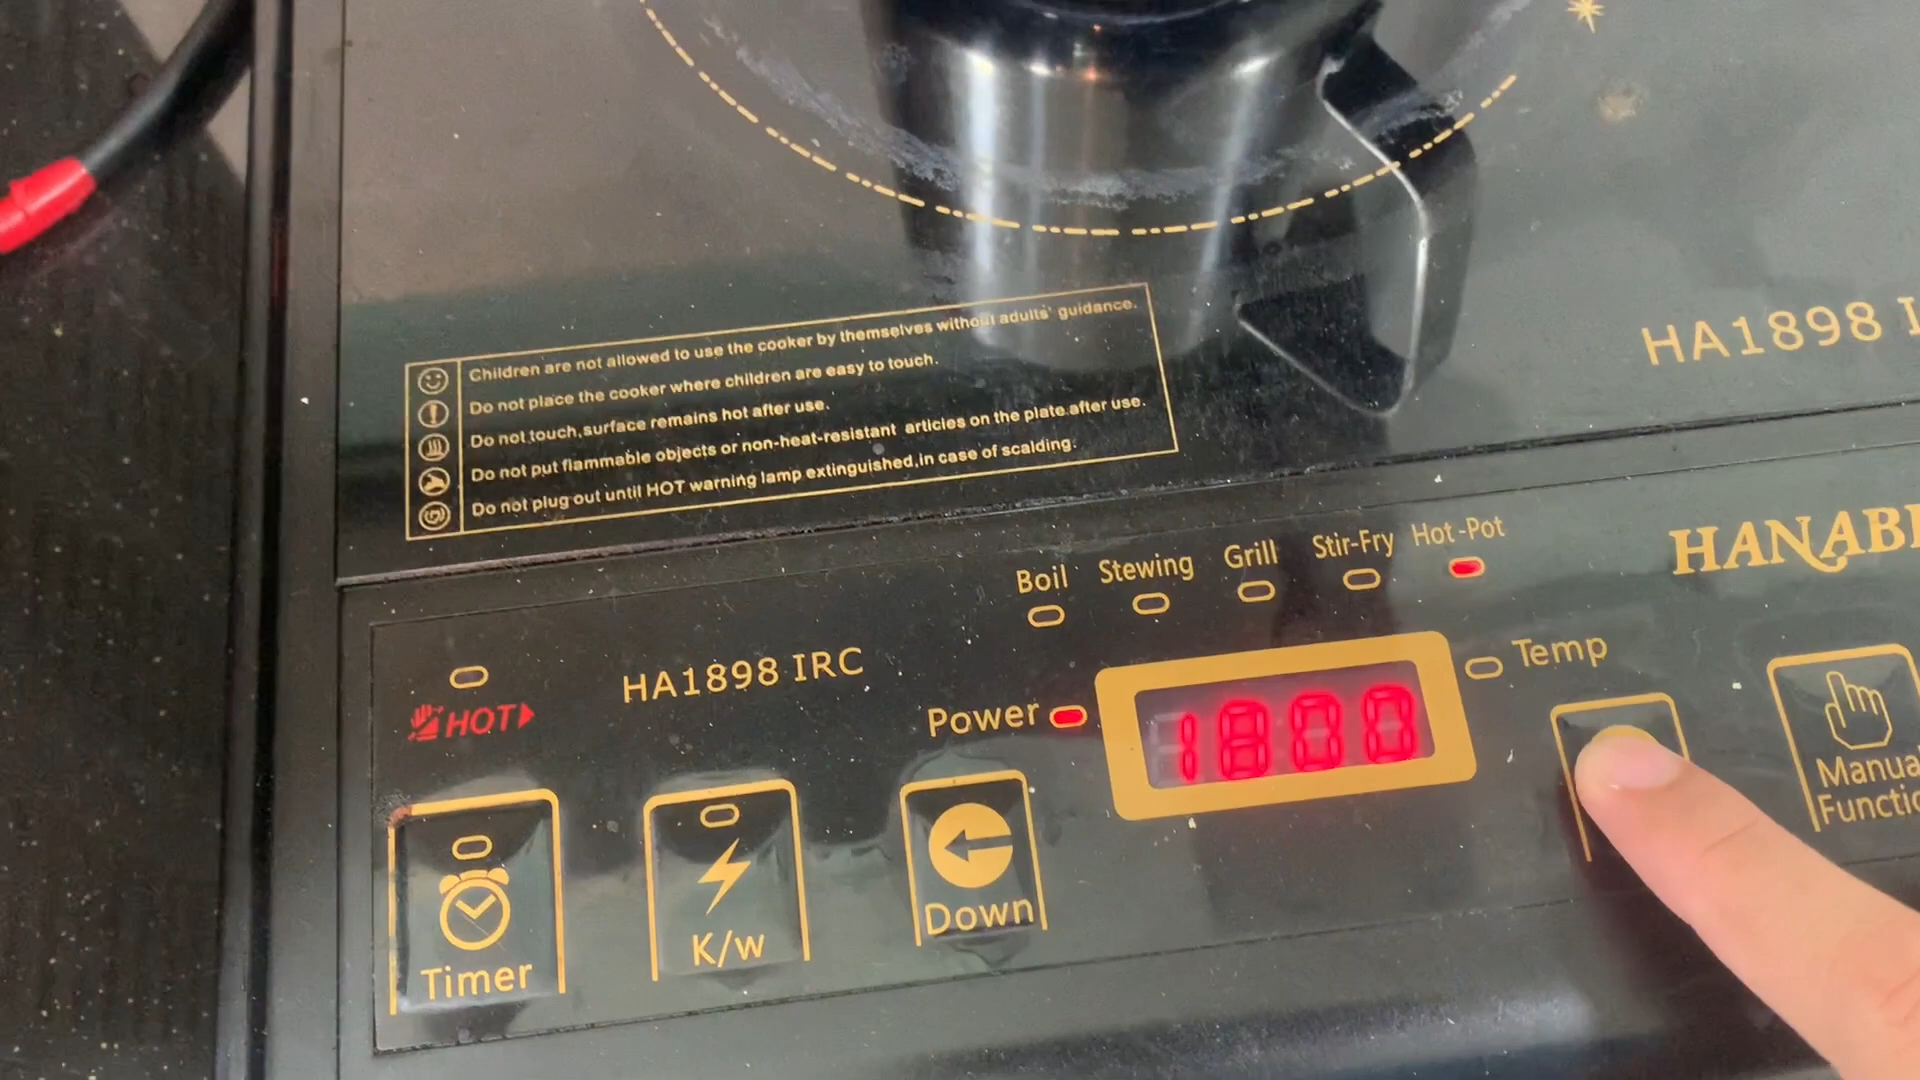 Children are not allowed to use the cooker by themselves without adults' guidance.
Do not place the cooker where children are easy to touch.
Do not touch,surface remains hot after use.
Do not put flammable objects or non-heat-resistant articles on the plate after use.
Do not plug out until HOT warning lamp extinguished,in case of scalding.
HA1898
HANAB
Boil Stewing Grill Stir-Fry Hot-Pot
HOT
HA1898 IRC
Power
1800
Temp
Timer
K/w
Down